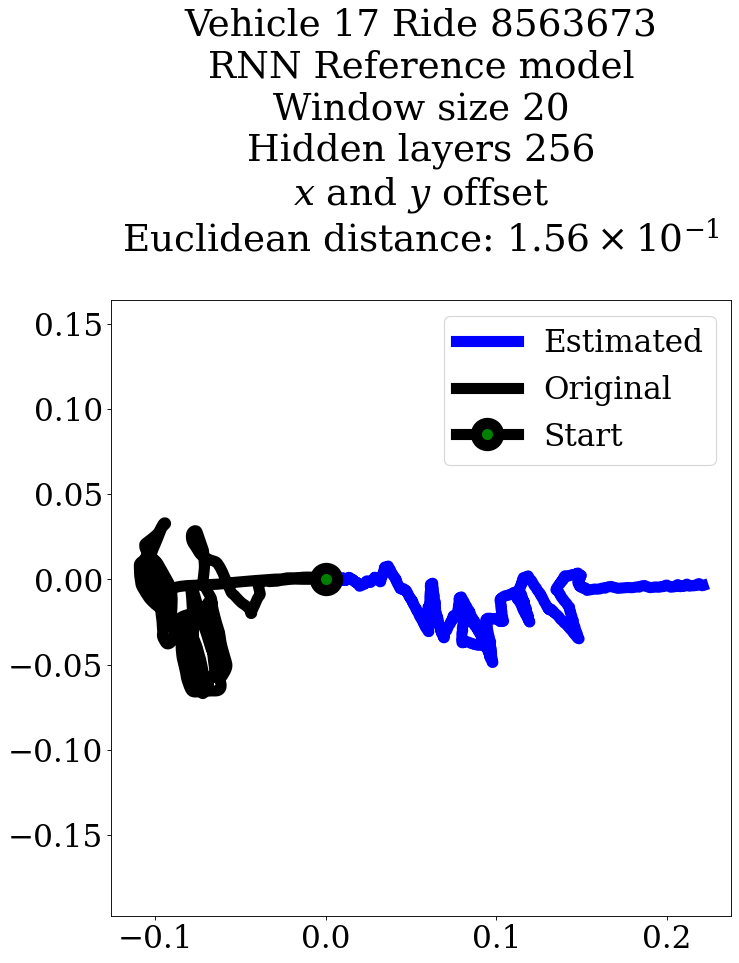 Vehicle 17 Ride 8563673
RNN Reference model
Window size 20
Hidden layers 256
x and y offset
Euclidean distance: 1.56 × 10⁻¹
Estimated
Original
Start
0.15
0.10
0.05
0.00
−0.05
−0.10
−0.15
−0.1 0.0 0.1 0.2